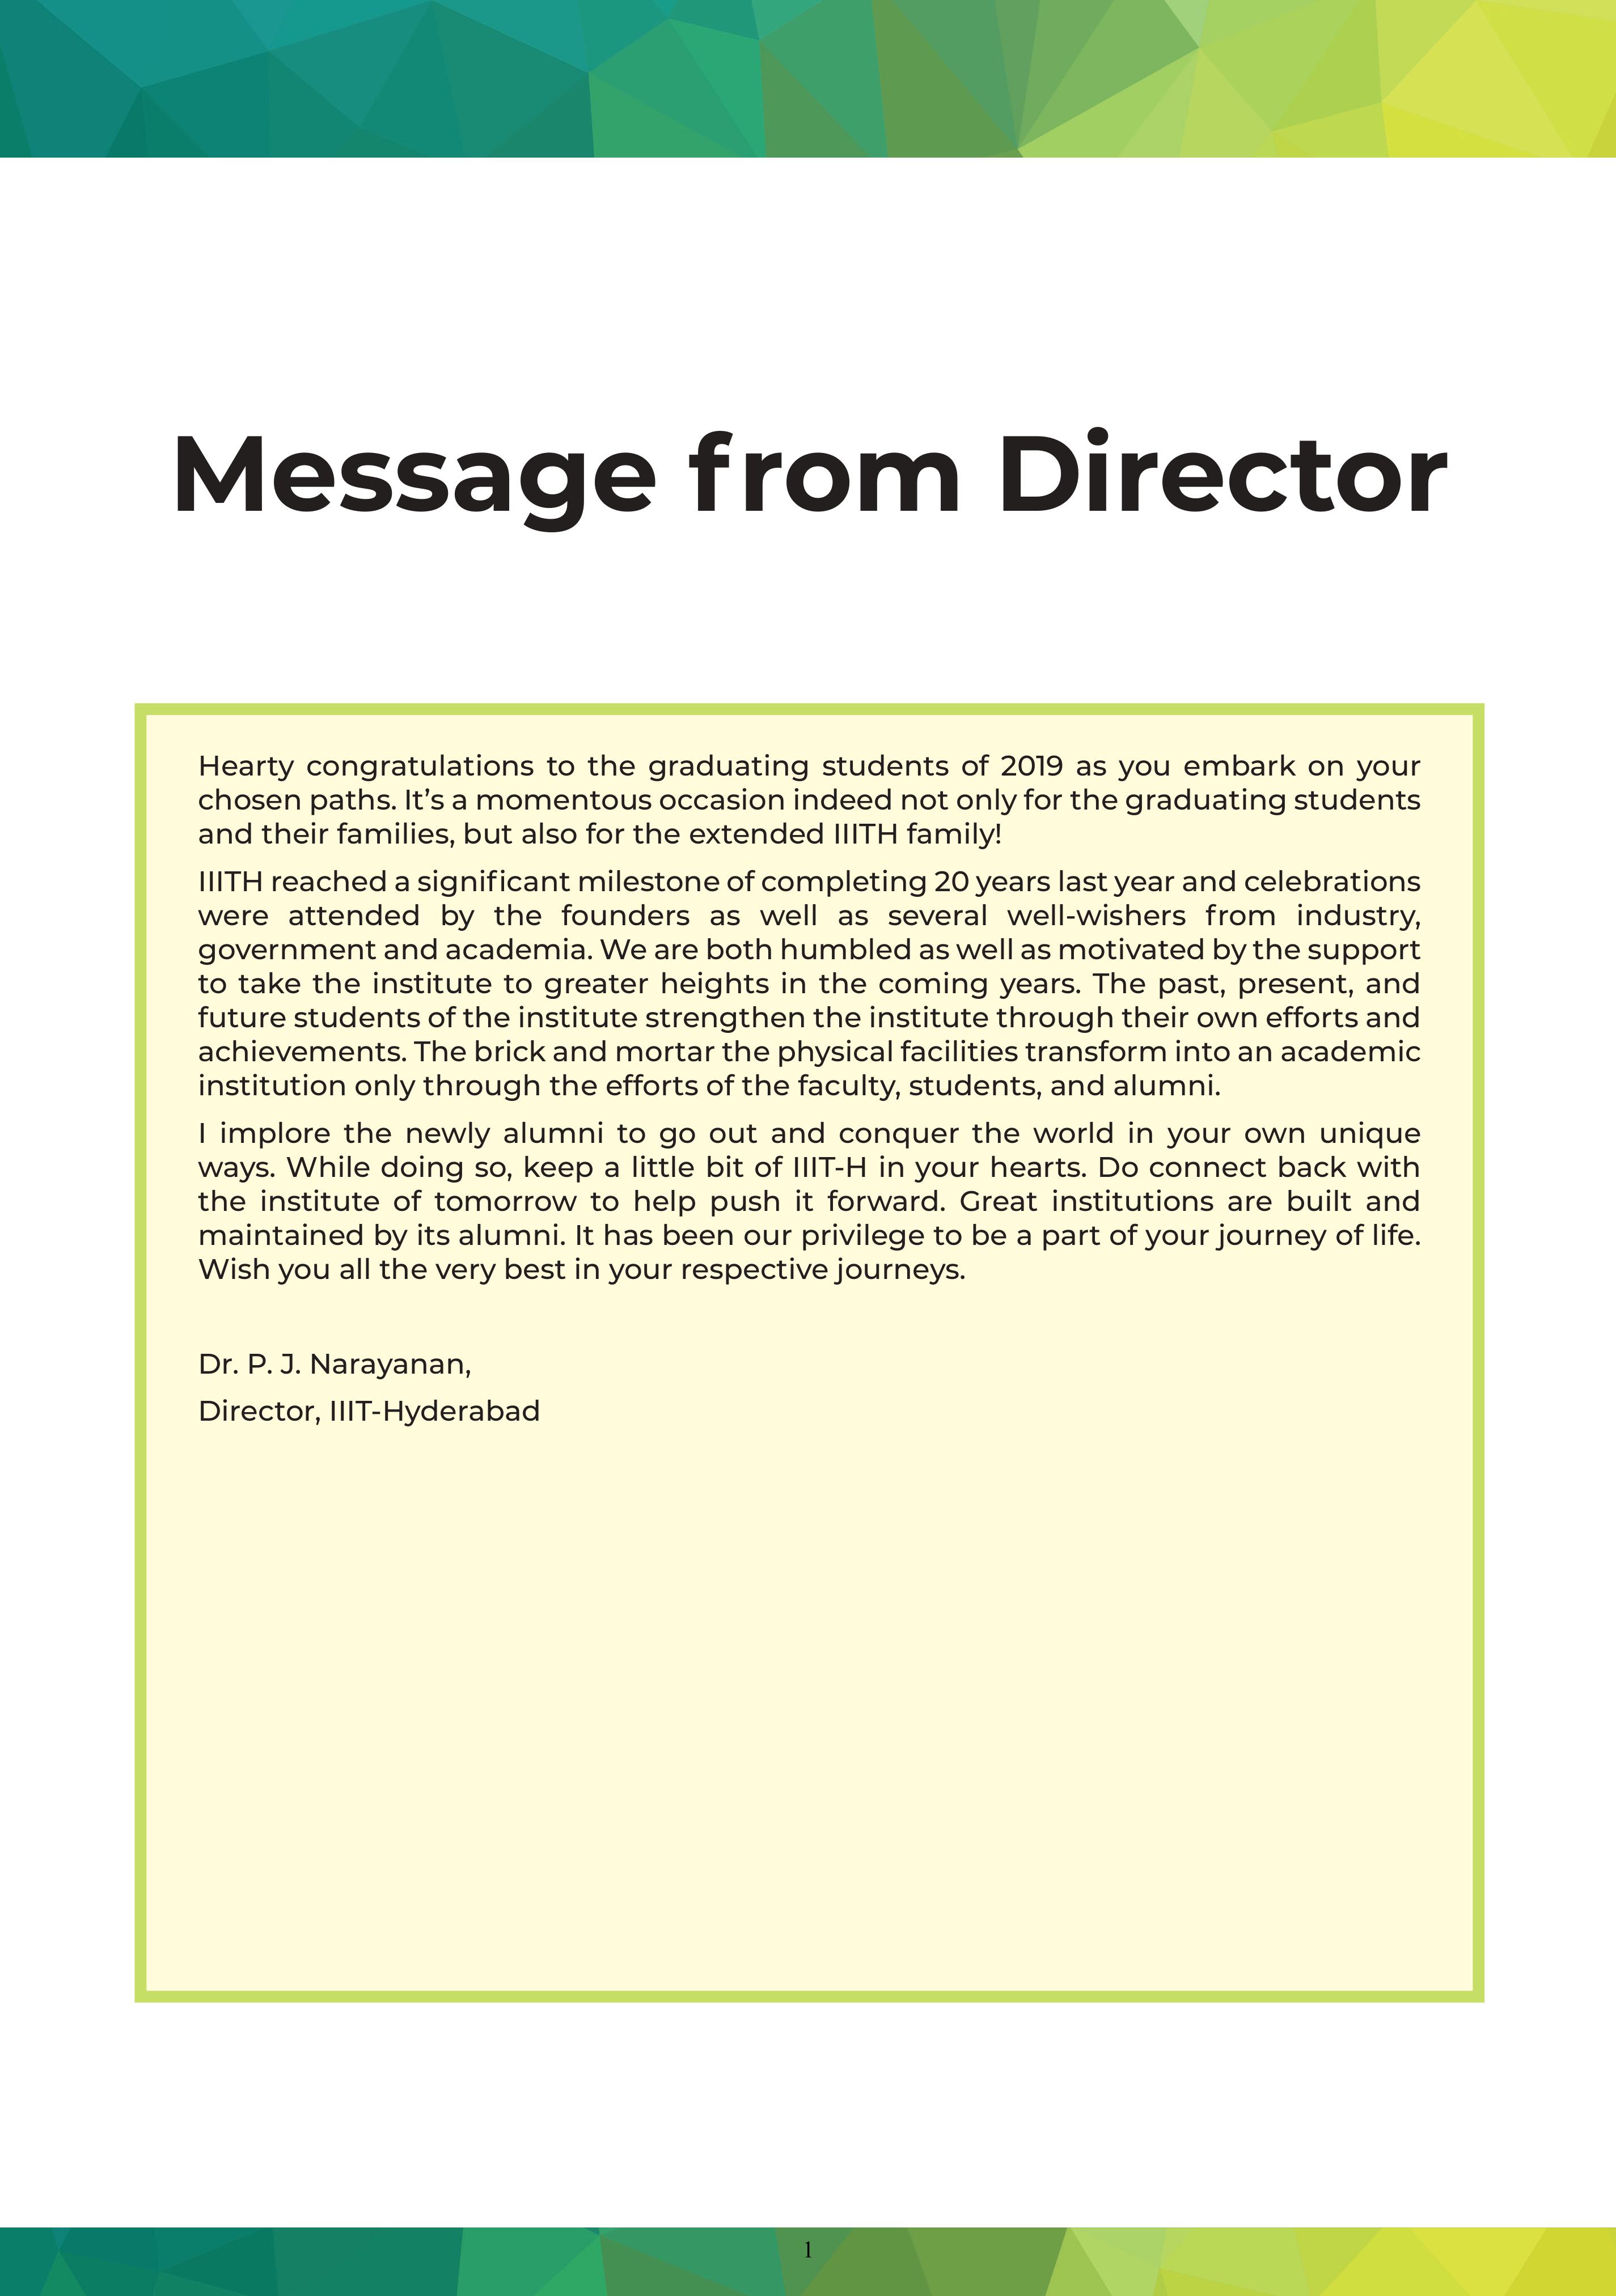 Message from Director
Hearty congratulations to the graduating students of 2019 as you embark on your
chosen paths. It’s a momentous occasion indeed not only for the graduating students
and their families, but also for the extended IIITH family!
IIITH reached a significant milestone of completing 20 years last year and celebrations
were attended by the founders as well as several well-wishers from industry,
government and academia. We are both humbled as well as motivated by the support
to take the institute to greater heights in the coming years. The past, present, and
future students of the institute strengthen the institute through their own efforts and
achievements. The brick and mortar the physical facilities transform into an academic
institution only through the efforts of the faculty, students, and alumni.
I implore the newly alumni to go out and conquer the world in your own unique
ways. While doing so, keep a little bit of IIIT-H in your hearts. Do connect back with
the institute of tomorrow to help push it forward. Great institutions are built and
maintained by its alumni. It has been our privilege to be a part of your journey of life.
Wish you all the very best in your respective journeys.
Dr. P. J. Narayanan,
Director, IIIT-Hyderabad
1